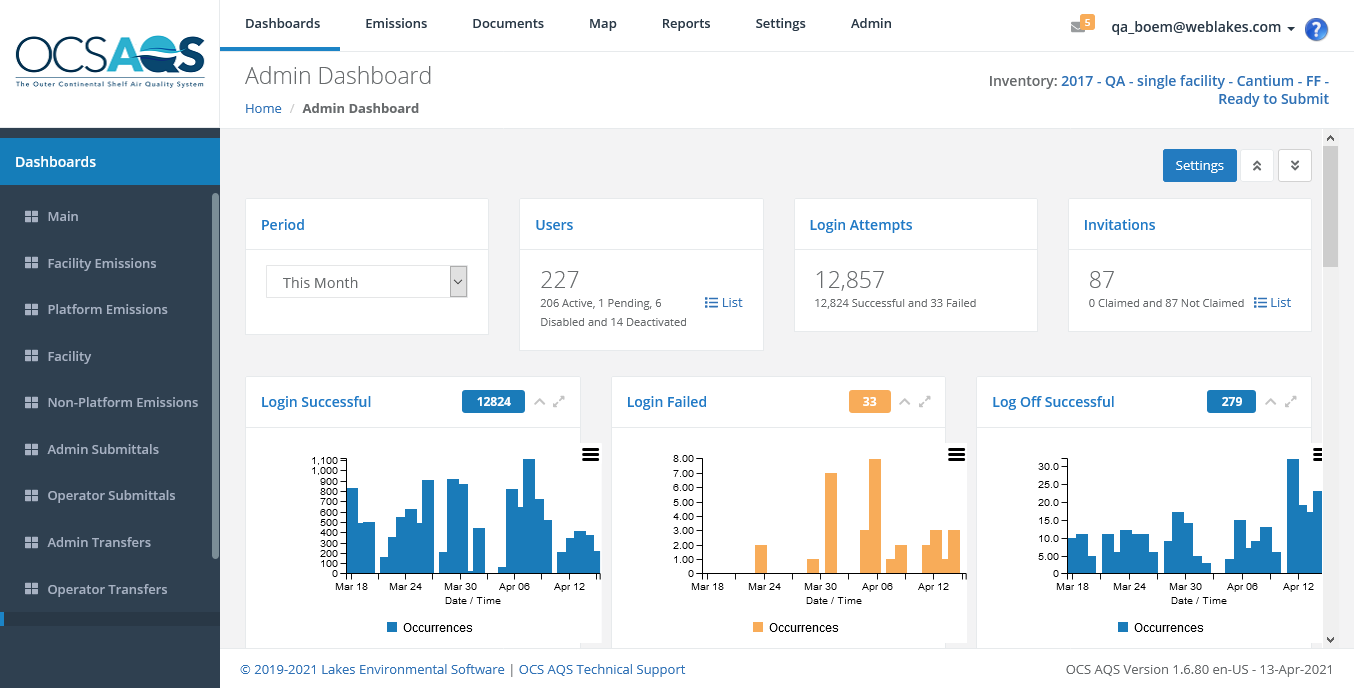 OCSAQS
The Outer Continental Shelf Air Quality System
Dashboards
Emissions
Documents
Map
Reports
Settings
Admin
5
qa_boem@weblakes.com
?
Admin Dashboard
Home / Admin Dashboard
Inventory: 2017 - QA - single facility - Cantium - FF -
Ready to Submit
Dashboards
Main
Facility Emissions
Platform Emissions
Facility
Non-Platform Emissions
Admin Submittals
Operator Submittals
Admin Transfers
Operator Transfers
Settings
Period
This Month
Users
227
206 Active, 1 Pending, 6
Disabled and 14 Deactivated
List
Login Attempts
12,857
12,824 Successful and 33 Failed
Invitations
87
0 Claimed and 87 Not Claimed
List
Login Successful
12824
1,100
1,000
900
800
700
600
500
400
300
200
100
0
Mar 18
Mar 24
Mar 30
Apr 06
Apr 12
Date / Time
Occurrences
Login Failed
33
8.00
7.00
6.00
5.00
4.00
3.00
2.00
1.00
0
Mar 18
Mar 24
Mar 30
Apr 06
Apr 12
Date / Time
Occurrences
Log Off Successful
279
30.0
25.0
20.0
15.0
10.0
5.00
0
Mar 18
Mar 24
Mar 30
Apr 06
Apr 12
Date / Time
Occurrences
© 2019-2021 Lakes Environmental Software | OCS AQS Technical Support
OCS AQS Version 1.6.80 en-US - 13-Apr-2021